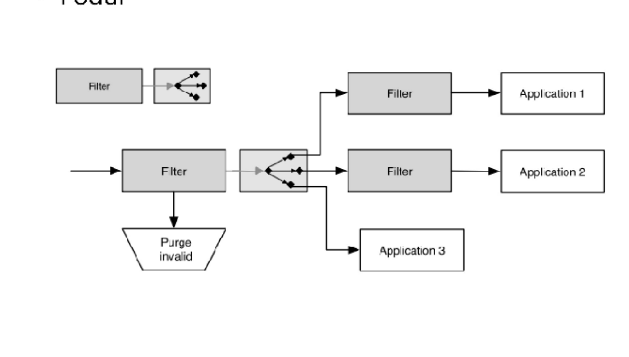 Filter
Filter
Application 1
Filter
Filter
Application 2
Purge
invalid
Application 3